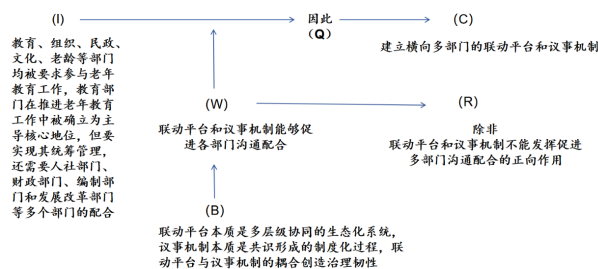 (I)
因此
(Q)
(C)
教育、组织、民政、
文化、老龄等部门
均被要求参与老年
教育工作，教育部
门在推进老年教育
工作中被确立为主
导核心地位，但要
实现其统筹管理，
还需要人社部门、
财政部门、编制部
门和发展改革部门
等多个部门的配合
建立横向多部门的联动平台和议事机制
(W)
联动平台和议事机制能够促
进各部门沟通配合
(R)
除非
联动平台和议事机制不能发挥促进
多部门沟通配合的正向作用
(B)
联动平台本质是多层级协同的生态化系统，
议事机制本质是共识形成的制度化过程，联
动平台与议事机制的耦合创造治理韧性